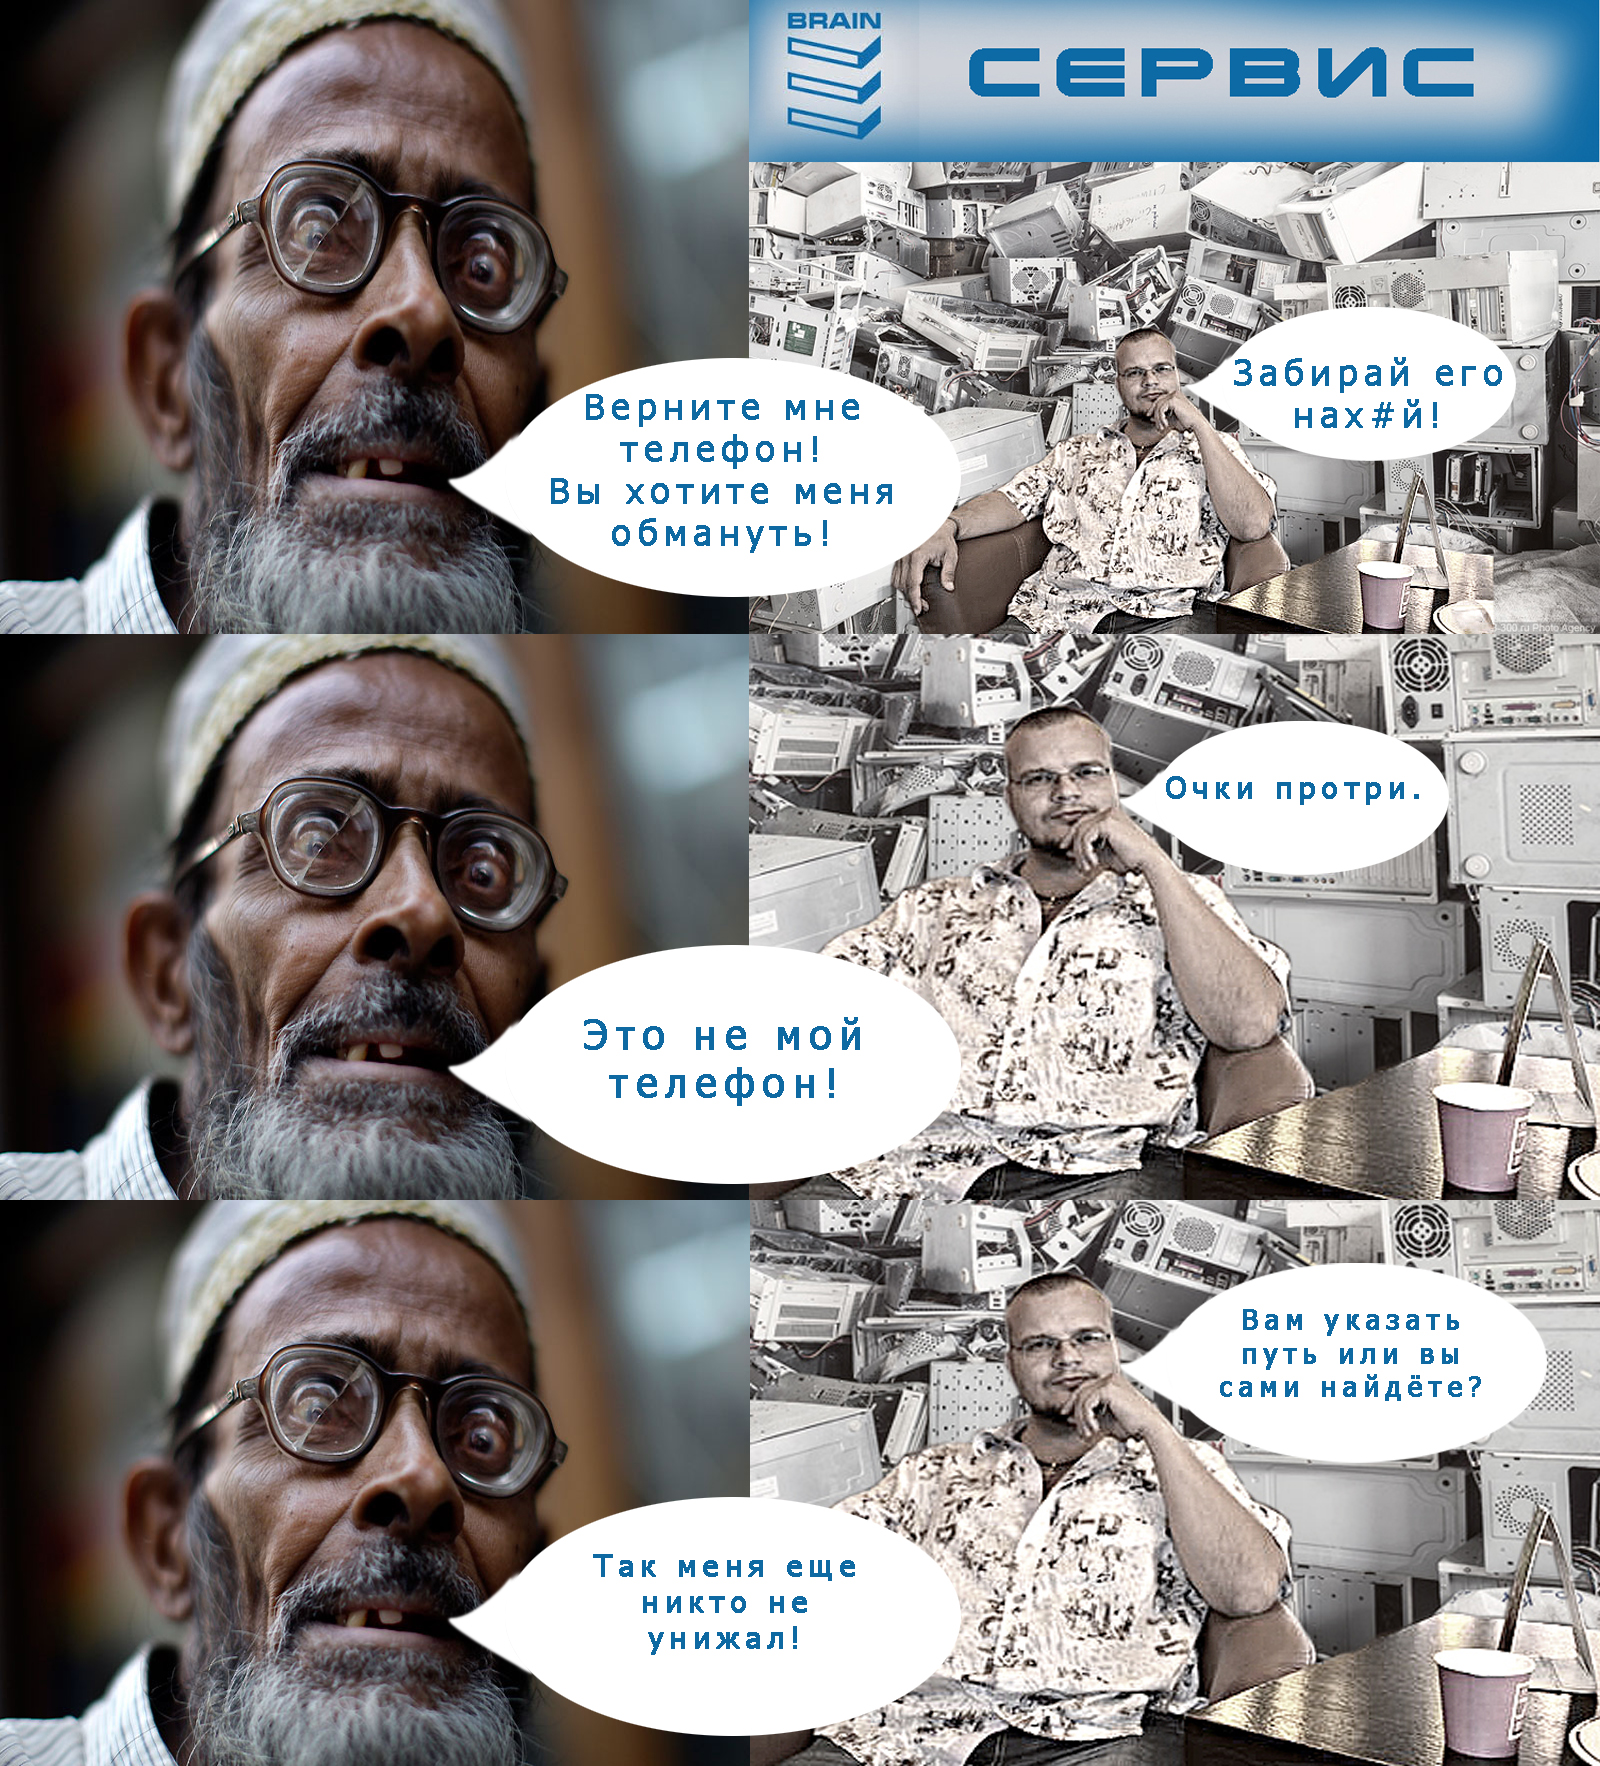 BRAIN
СЕРВИС
Верните мне
телефон!
Вы хотите меня
обмануть!
Забирай его
нах#й!
Очки протри.
Это не мой
телефон!
Вам указать
путь или вы
сами найдёте?
Так меня еще
никто не
унижал!